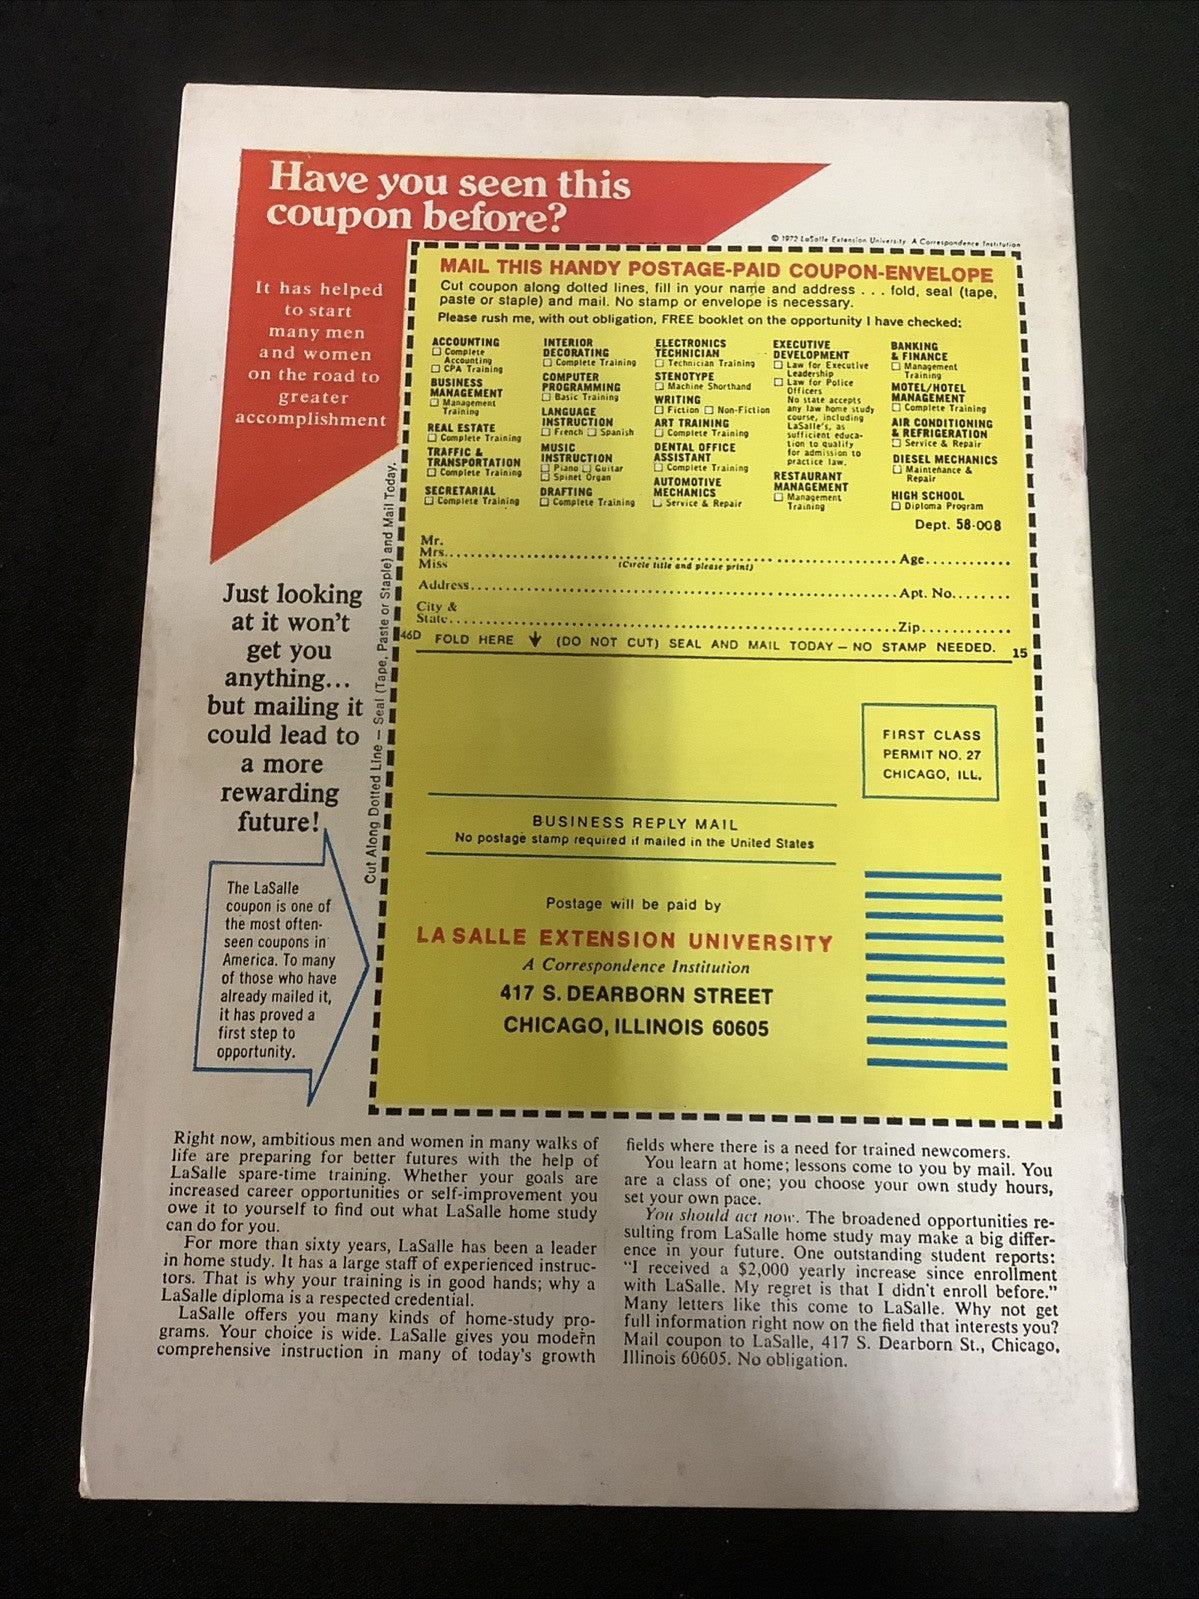 Have you seen this
coupon before?
It has helped
to start
many men
and women
on the road to
greater
accomplishment
© 1972 LaSalle Extension University A Correspondence Institution
MAIL THIS HANDY POSTAGE-PAID COUPON-ENVELOPE
Cut coupon along dotted lines, fill in your name and address . . . fold, seal (tape,
paste or staple) and mail. No stamp or envelope is necessary.
Please rush me, with out obligation, FREE booklet on the opportunity I have checked:
ACCOUNTING
☐ Complete
Accounting
☐ CPA Training
BUSINESS
MANAGEMENT
☐ Management
Training
REAL ESTATE
☐ Complete Training
TRAFFIC &
TRANSPORTATION
☐ Complete Training
SECRETARIAL
☐ Complete Training
INTERIOR
DECORATING
☐ Complete Training
COMPUTER
PROGRAMMING
☐ Basic Training
LANGUAGE
INSTRUCTION
☐ French ☐ Spanish
MUSIC
INSTRUCTION
☐ Piano ☐ Guitar
☐ Spinet Organ
DRAFTING
☐ Complete Training
ELECTRONICS
TECHNICIAN
☐ Technician Training
STENOTYPE
☐ Machine Shorthand
WRITING
☐ Fiction ☐ Non-Fiction
ART TRAINING
☐ Complete Training
DENTAL OFFICE
ASSISTANT
☐ Complete Training
AUTOMOTIVE
MECHANICS
☐ Service & Repair
EXECUTIVE
DEVELOPMENT
☐ Law for Executive
Leadership
☐ Law for Police
Officers
No state accepts
any law home study
course, including
LaSalle's, as
sufficient educa-
tion to qualify
for admission to
practice law.
RESTAURANT
MANAGEMENT
☐ Management
Training
BANKING
& FINANCE
☐ Management
Training
MOTEL/HOTEL
MANAGEMENT
☐ Complete Training
AIR CONDITIONING
& REFRIGERATION
☐ Service & Repair
DIESEL MECHANICS
☐ Maintenance &
Repair
HIGH SCHOOL
☐ Diploma Program
Dept. 58-008
Mr.
Mrs. Age
Miss (Circle title and please print)
Address Apt. No.
City &
State Zip
46D FOLD HERE ↓ (DO NOT CUT) SEAL AND MAIL TODAY — NO STAMP NEEDED. 15
Cut Along Dotted Line — Seal (Tape, Paste or Staple) and Mail Today.
Just looking
at it won't
get you
anything...
but mailing it
could lead to
a more
rewarding
future!
The LaSalle
coupon is one of
the most often-
seen coupons in
America. To many
of those who have
already mailed it,
it has proved a
first step to
opportunity.
FIRST CLASS
PERMIT NO. 27
CHICAGO, ILL.
BUSINESS REPLY MAIL
No postage stamp required if mailed in the United States
Postage will be paid by
LA SALLE EXTENSION UNIVERSITY
A Correspondence Institution
417 S. DEARBORN STREET
CHICAGO, ILLINOIS 60605
Right now, ambitious men and women in many walks of
life are preparing for better futures with the help of
LaSalle spare-time training. Whether your goals are
increased career opportunities or self-improvement you
owe it to yourself to find out what LaSalle home study
can do for you.
For more than sixty years, LaSalle has been a leader
in home study. It has a large staff of experienced instruc-
tors. That is why your training is in good hands; why a
LaSalle diploma is a respected credential.
LaSalle offers you many kinds of home-study pro-
grams. Your choice is wide. LaSalle gives you modern
comprehensive instruction in many of today's growth
fields where there is a need for trained newcomers.
You learn at home; lessons come to you by mail. You
are a class of one; you choose your own study hours,
set your own pace.
You should act now. The broadened opportunities re-
sulting from LaSalle home study may make a big differ-
ence in your future. One outstanding student reports:
"I received a $2,000 yearly increase since enrollment
with LaSalle. My regret is that I didn't enroll before."
Many letters like this come to LaSalle. Why not get
full information right now on the field that interests you?
Mail coupon to LaSalle, 417 S. Dearborn St., Chicago,
Illinois 60605. No obligation.